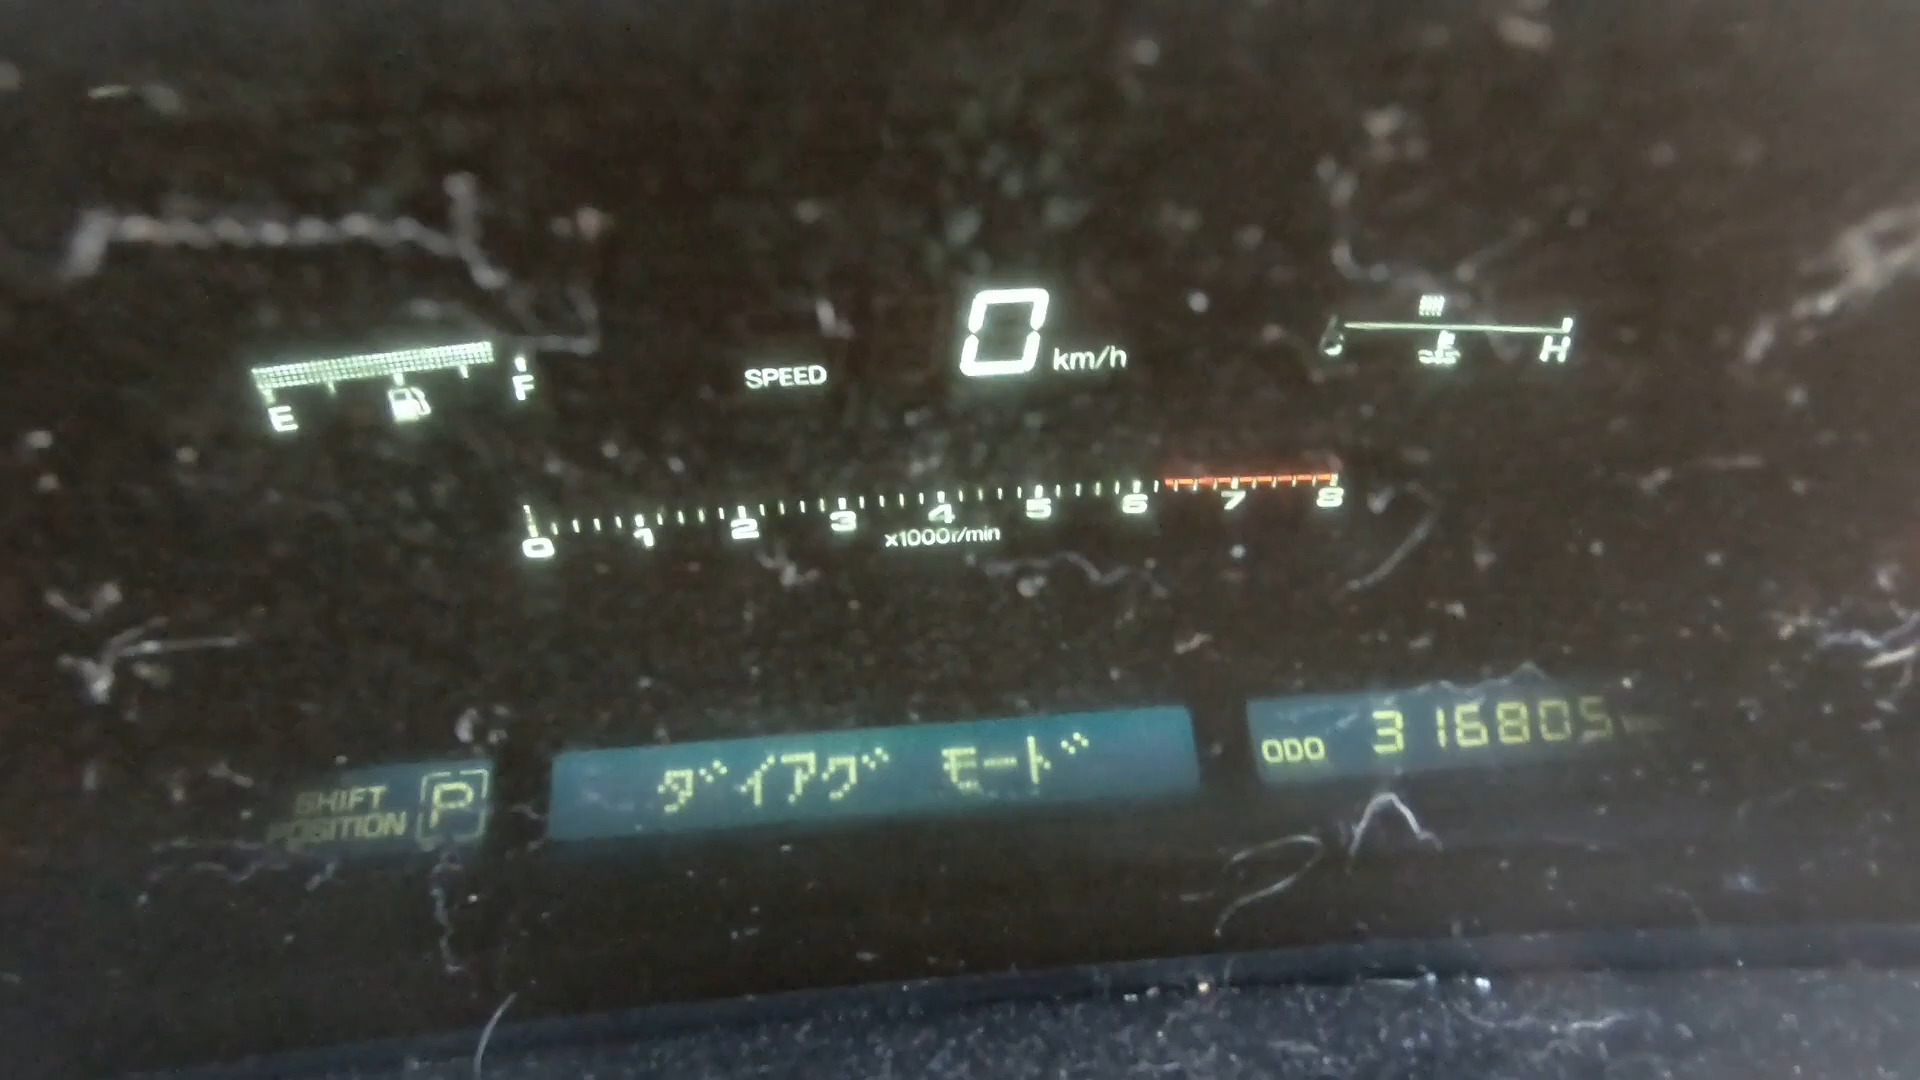 E F
SPEED 0 km/h
C H
0 1 2 3 4 5 6 7 8
x1000r/min
SHIFT POSITION P
ダイアグ モード
ODO 316805